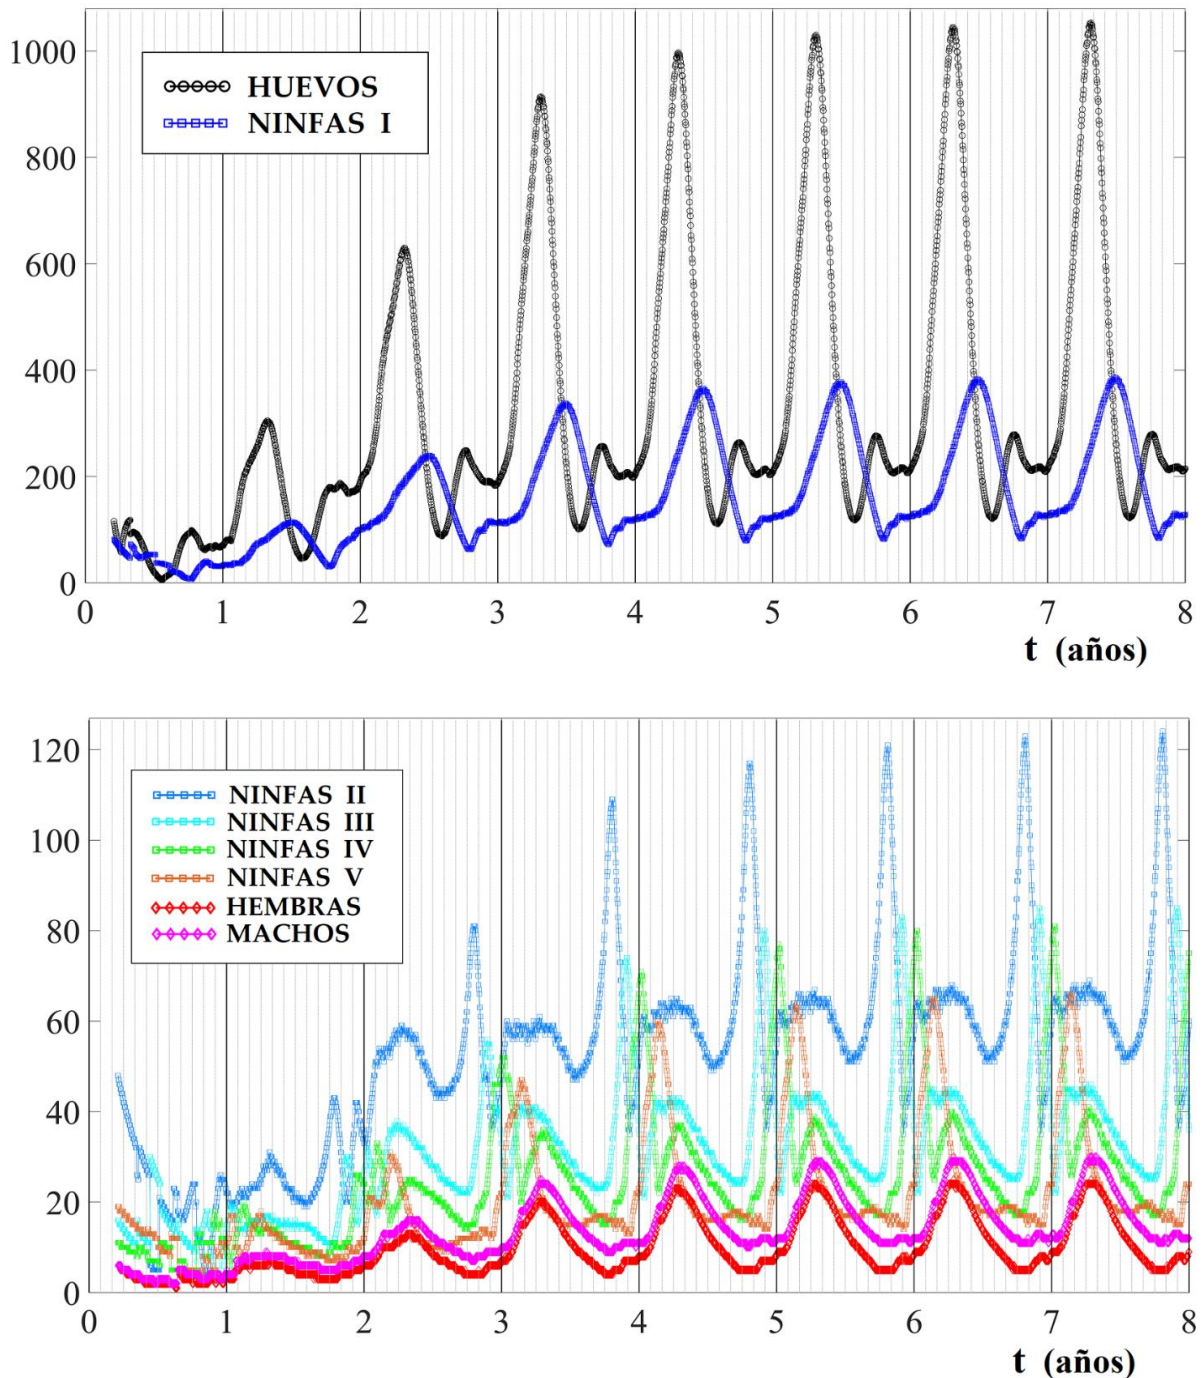 1000
800
600
400
200
0
HUEVOS
NINFAS I
0 1 2 3 4 5 6 7 8
t (años)
120
100
80
60
40
20
0
NINFAS II
NINFAS III
NINFAS IV
NINFAS V
HEMBRAS
MACHOS
0 1 2 3 4 5 6 7 8
t (años)